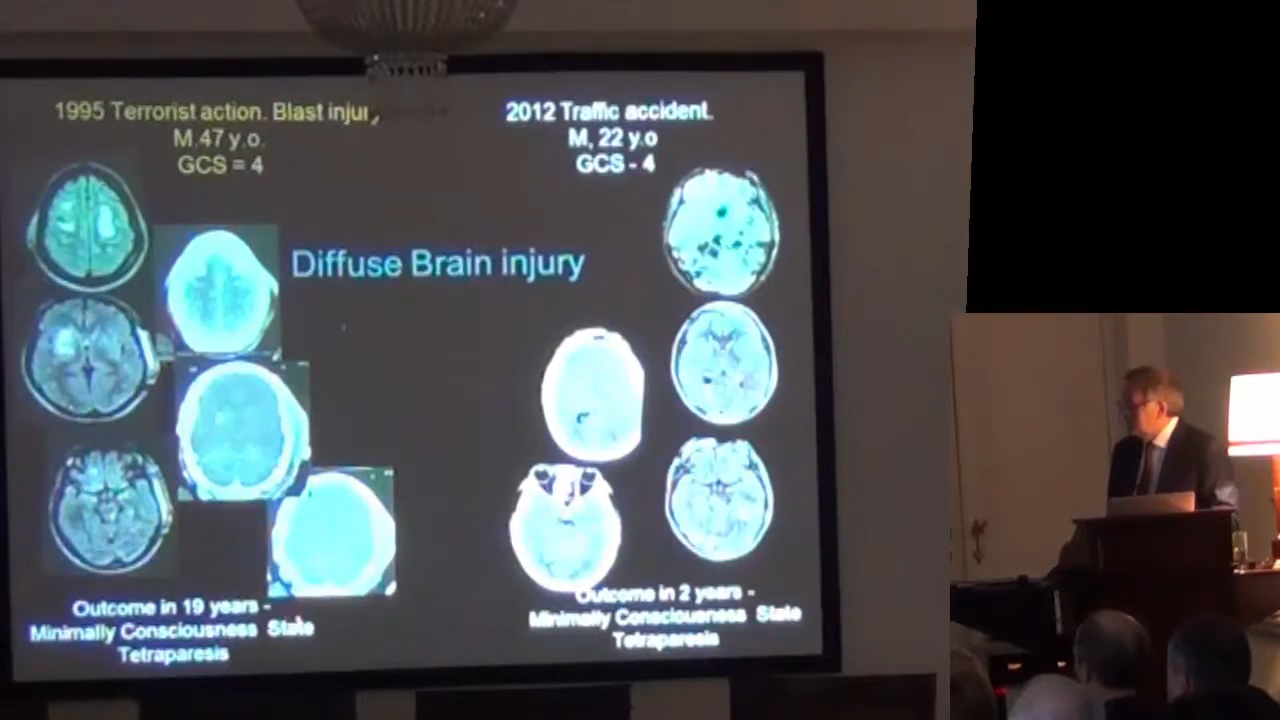 1995 Terrorist action. Blast injury
M 47 y.o.
GCS = 4
2012 Traffic accident.
M, 22 y.o
GCS - 4
Diffuse Brain injury
Outcome in 19 years -
Minimally Consciousness State
Tetraparesis
Outcome in 2 years -
Minimally Consciousness State
Tetraparesis